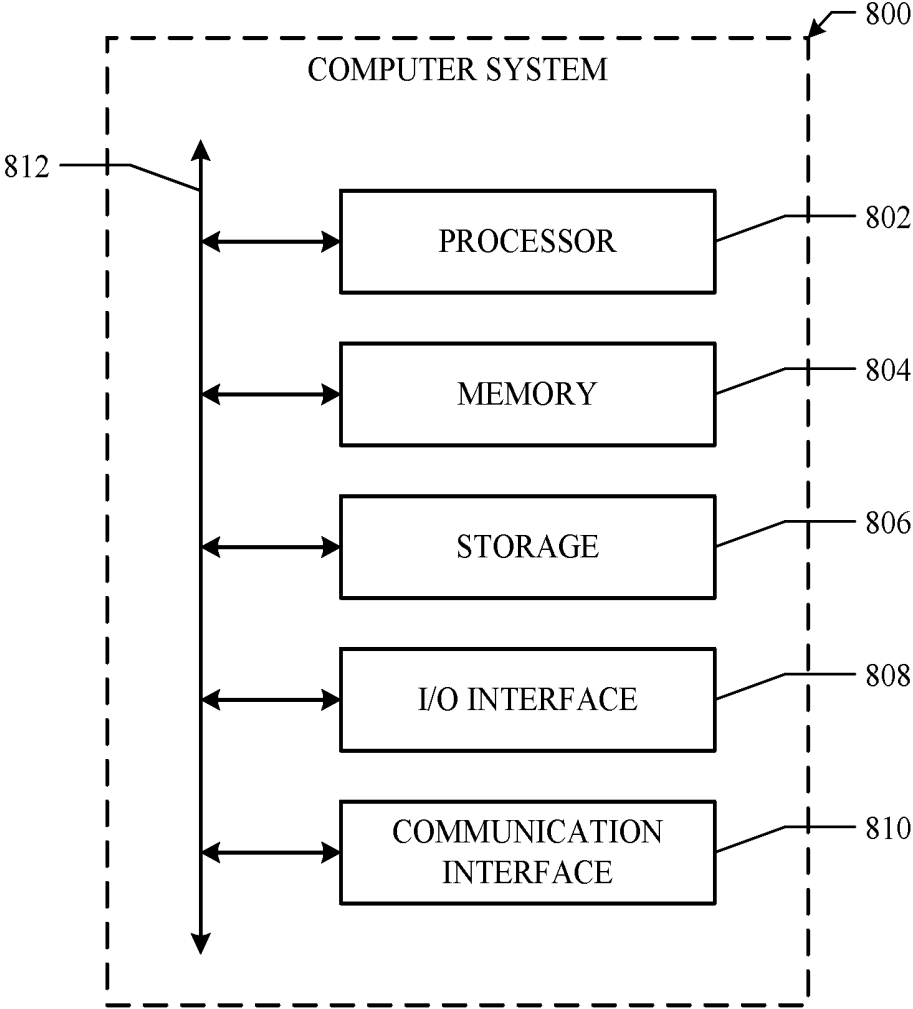 800
COMPUTER SYSTEM
812
PROCESSOR
802
MEMORY
804
STORAGE
806
I/O INTERFACE
808
COMMUNICATION
INTERFACE
810